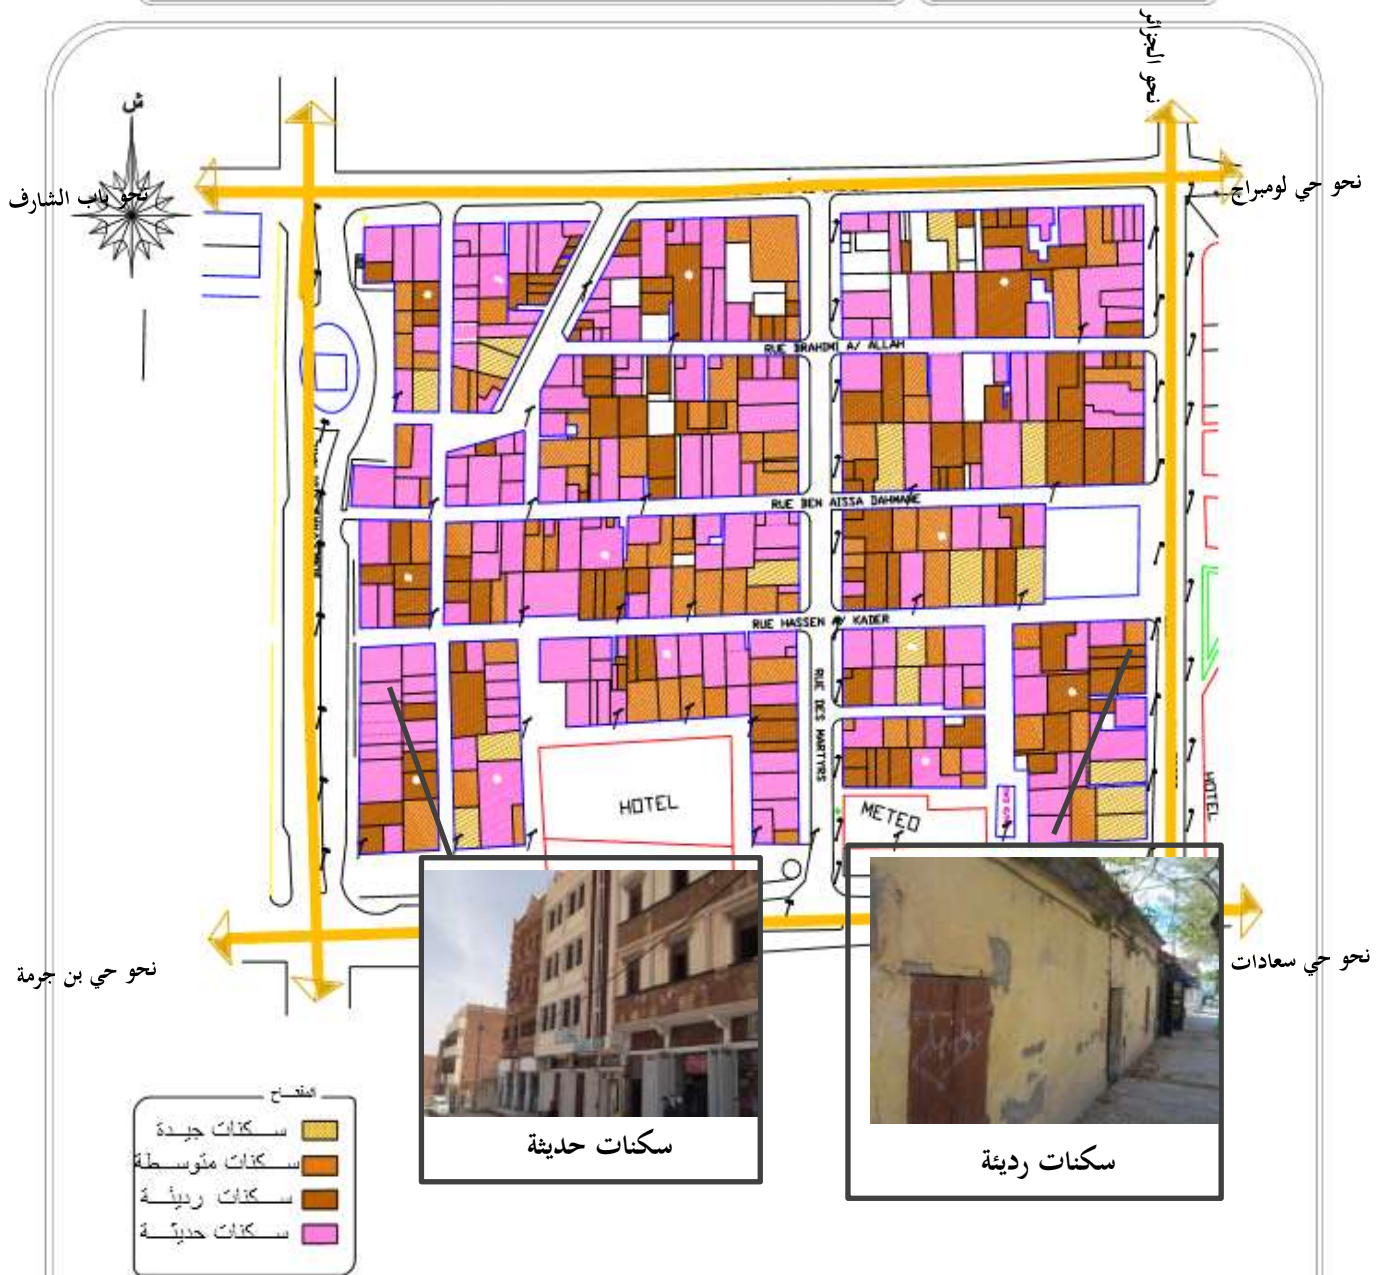 نحو الجزائر
ش
نحو باب الشارف
نحو حي لومبراج
RUE BRAHIMI A/ ALLAH
RUE BEN AISSA DAHMANE
RUE HASSEN A/ KADER
RUE DES MARTYRS
HOTEL
METEO
HOTEL
نحو حي بن جرمة
نحو حي سعادات
سكنات حديثة
سكنات رديئة
المفتاح
سكنات جيدة
سكنات متوسطة
سكنات رديئة
سكنات حديثة